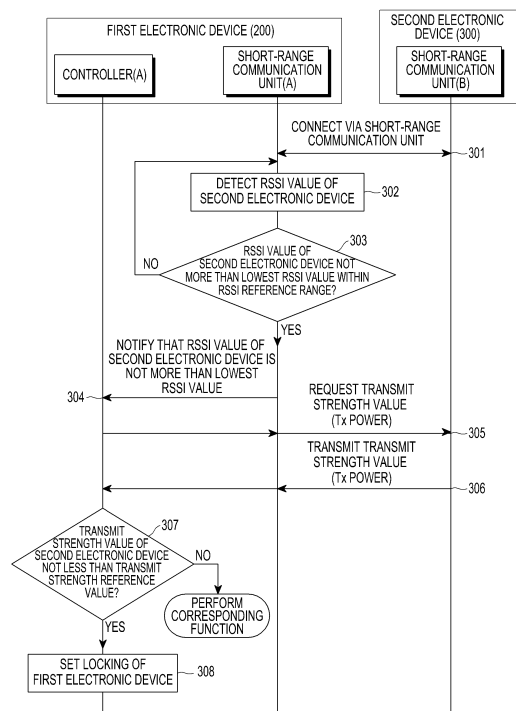 FIRST ELECTRONIC DEVICE (200)
SECOND ELECTRONIC
DEVICE (300)
CONTROLLER(A)
SHORT-RANGE
COMMUNICATION
UNIT(A)
SHORT-RANGE
COMMUNICATION
UNIT(B)
CONNECT VIA SHORT-RANGE
COMMUNICATION UNIT
301
DETECT RSSI VALUE OF
SECOND ELECTRONIC DEVICE
302
303
RSSI VALUE OF
SECOND ELECTRONIC DEVICE NOT
MORE THAN LOWEST RSSI VALUE WITHIN
RSSI REFERENCE RANGE?
NO
YES
NOTIFY THAT RSSI VALUE OF
SECOND ELECTRONIC DEVICE IS
NOT MORE THAN LOWEST
RSSI VALUE
304
REQUEST TRANSMIT
STRENGTH VALUE
(Tx POWER)
305
TRANSMIT TRANSMIT
STRENGTH VALUE
(Tx POWER)
306
307
TRANSMIT
STRENGTH VALUE OF
SECOND ELECTRONIC DEVICE
NOT LESS THAN TRANSMIT
STRENGTH REFERENCE
VALUE?
NO
PERFORM
CORRESPONDING
FUNCTION
YES
SET LOCKING OF
FIRST ELECTRONIC DEVICE
308